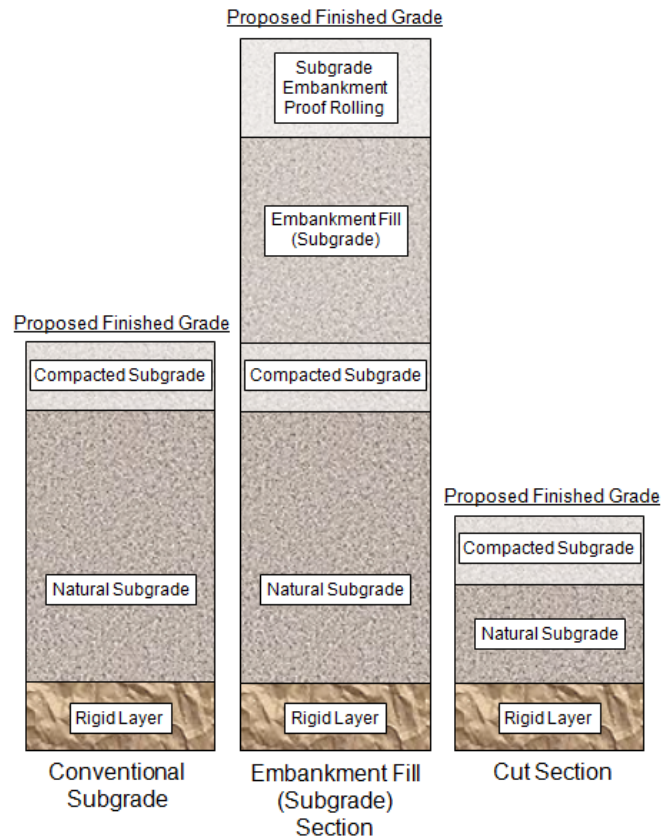 Proposed Finished Grade
Subgrade
Embankment
Proof Rolling
Embankment Fill
(Subgrade)
Proposed Finished Grade
Compacted Subgrade
Compacted Subgrade
Proposed Finished Grade
Compacted Subgrade
Natural Subgrade
Natural Subgrade
Natural Subgrade
Rigid Layer
Rigid Layer
Rigid Layer
Conventional
Subgrade
Embankment Fill
(Subgrade)
Section
Cut Section